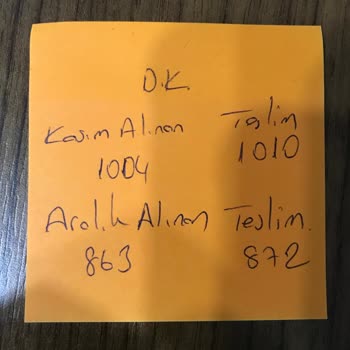 D.K.
Kasım Alınan Teslim
1004 1010
Aralık Alınan Teslim.
863 872